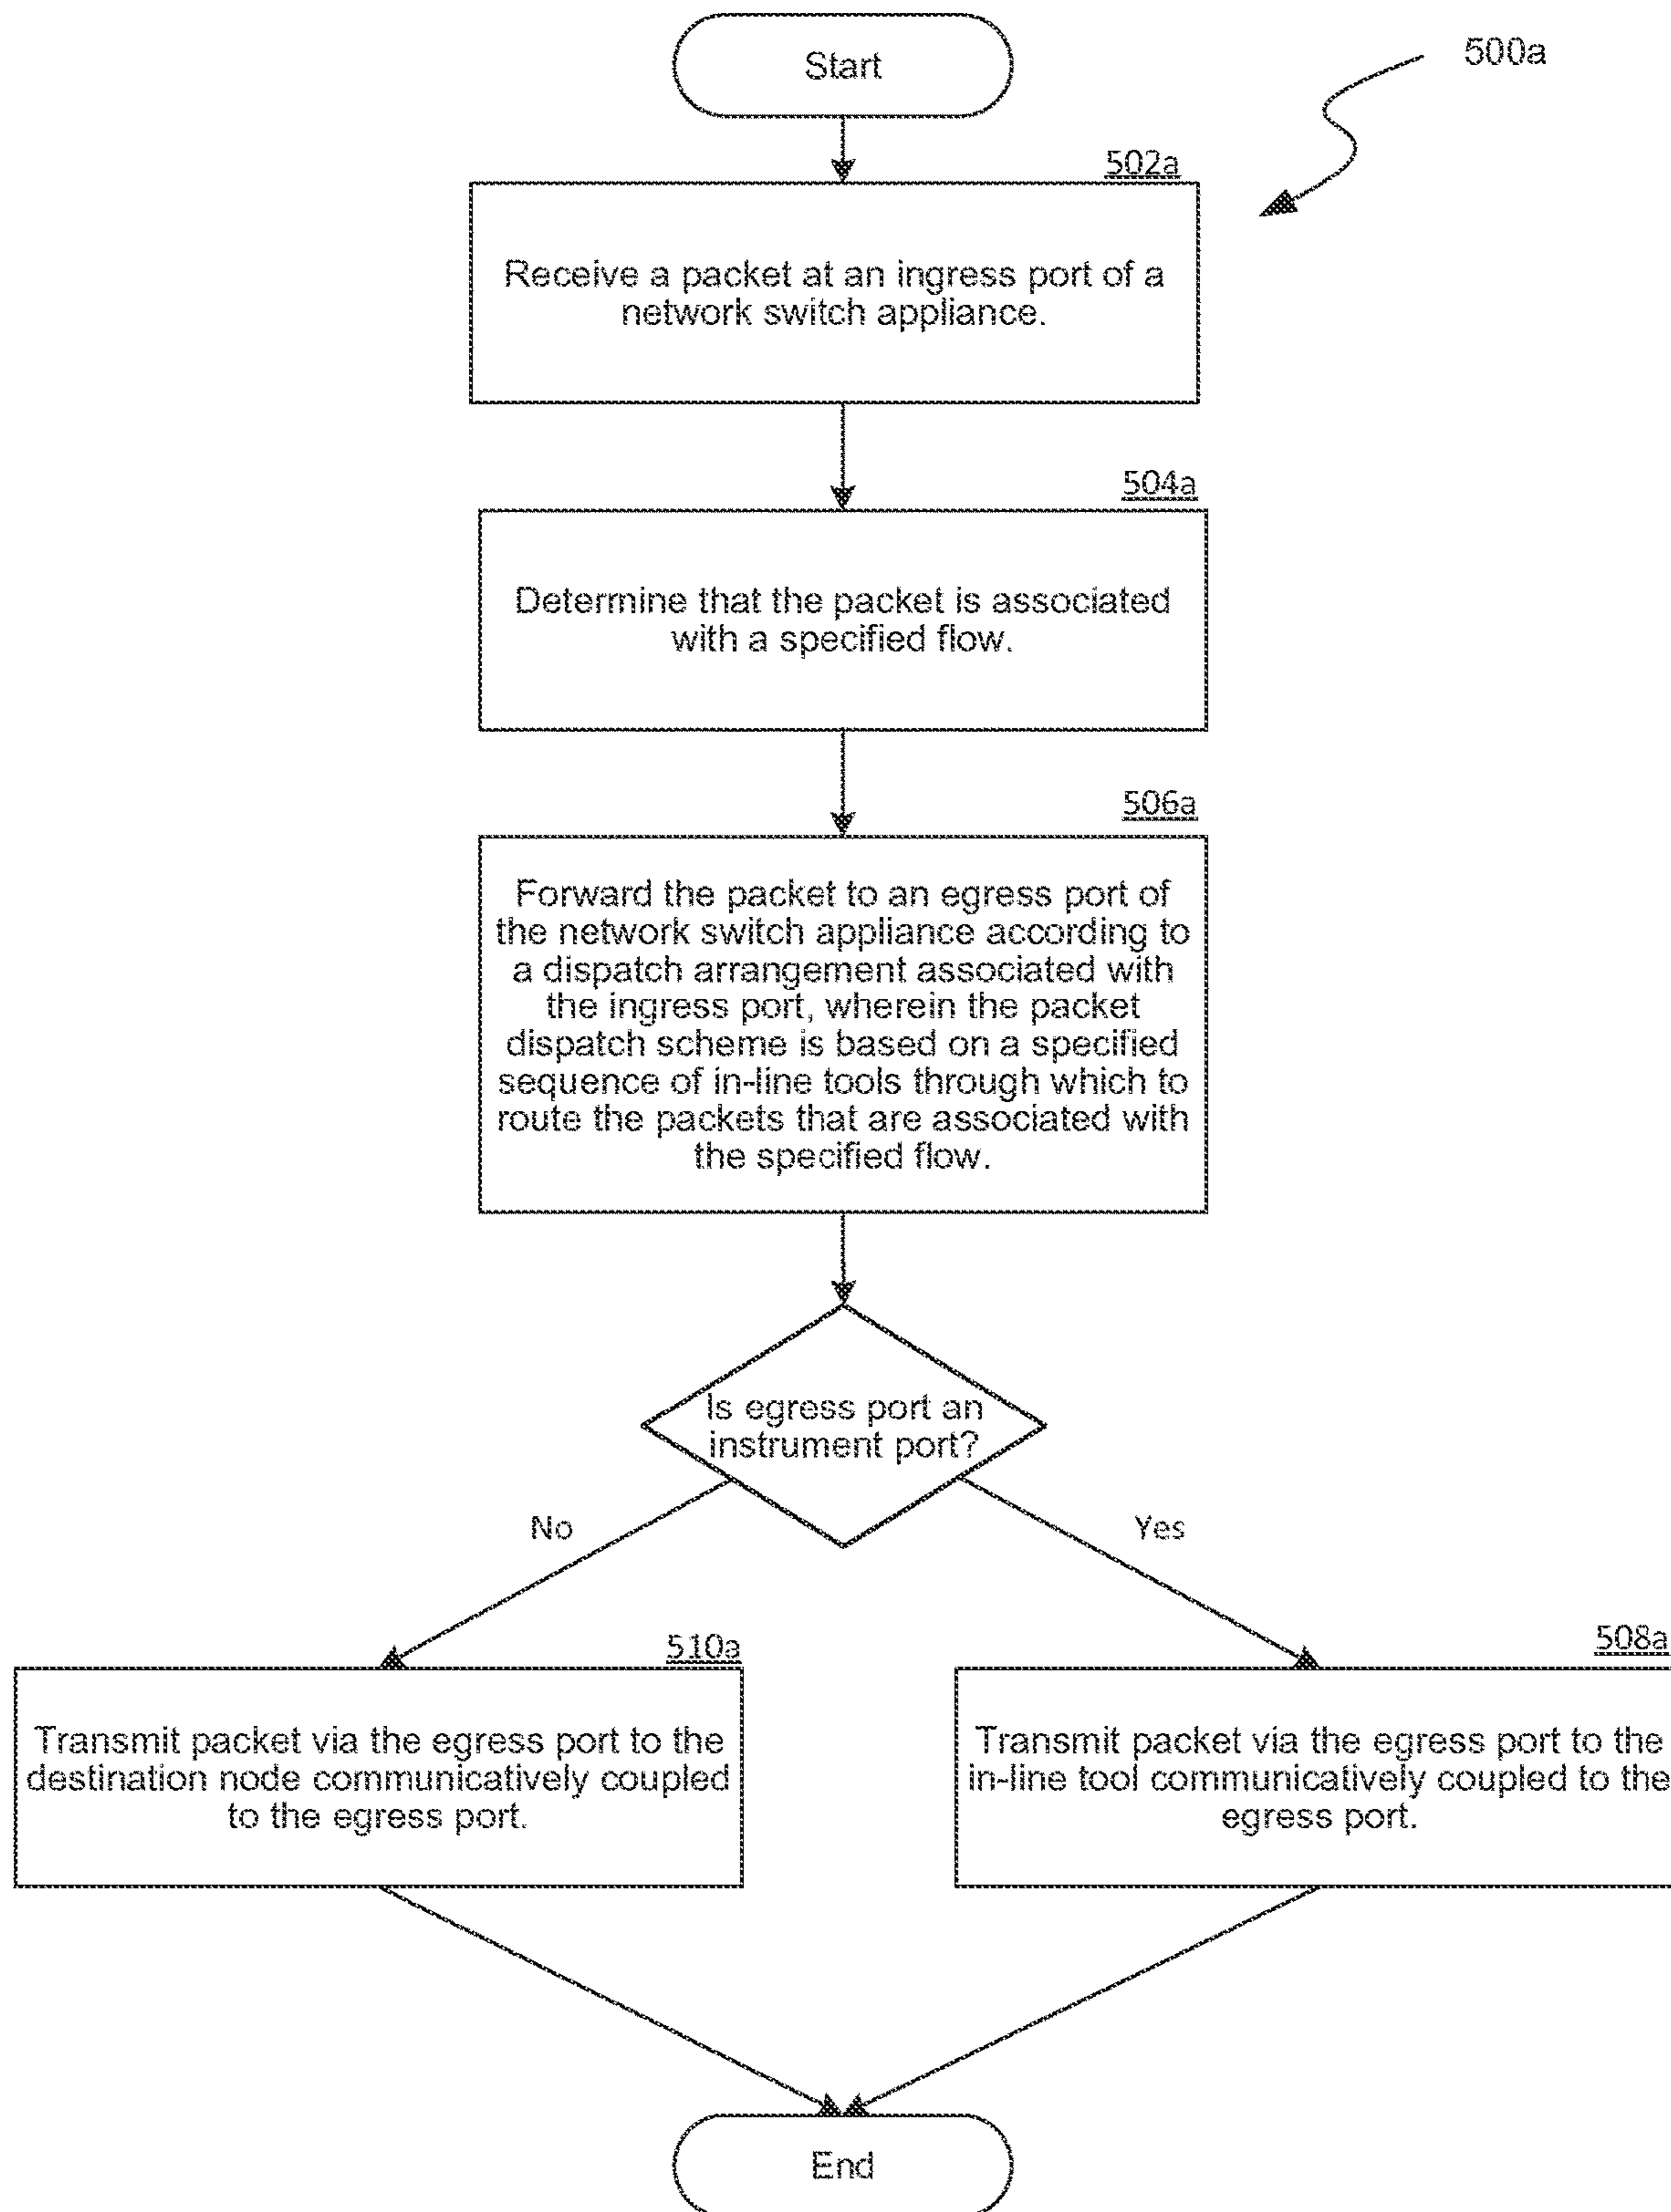 Start
500a
502a
Receive a packet at an ingress port of a
network switch appliance.
504a
Determine that the packet is associated
with a specified flow.
506a
Forward the packet to an egress port of
the network switch appliance according to
a dispatch arrangement associated with
the ingress port, wherein the packet
dispatch scheme is based on a specified
sequence of in-line tools through which to
route the packets that are associated with
the specified flow.
Is egress port an
instrument port?
No
Yes
510a
Transmit packet via the egress port to the
destination node communicatively coupled
to the egress port.
508a
Transmit packet via the egress port to the
in-line tool communicatively coupled to the
egress port.
End